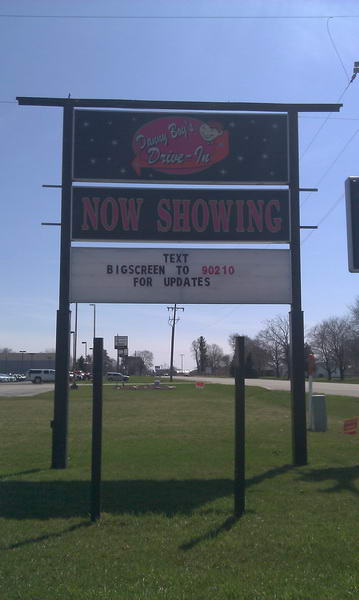 Danny Boy's
Drive-In
NOW SHOWING
TEXT
BIGSCREEN TO 90210
FOR UPDATES